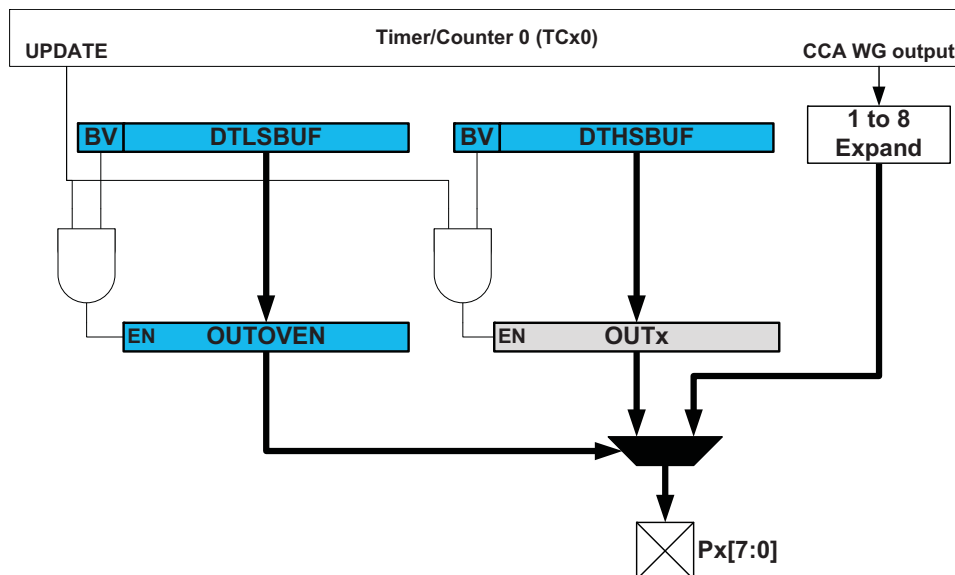 Timer/Counter 0 (TCx0)
UPDATE
CCA WG output
BV
DTLSBUF
BV
DTHSBUF
1 to 8
Expand
EN
OUTOVEN
EN
OUTx
Px[7:0]